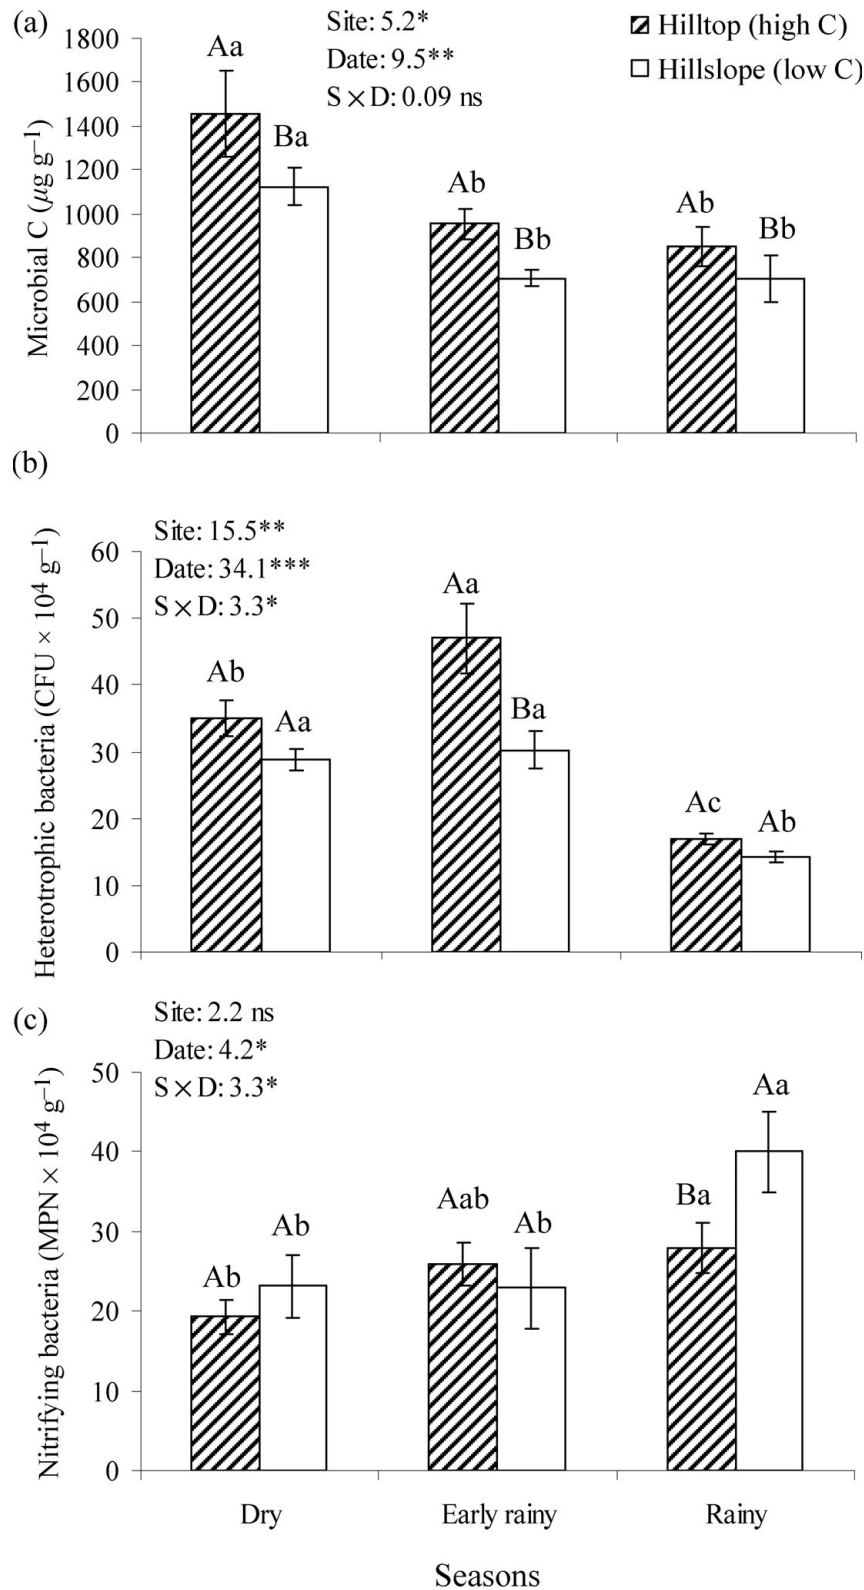 (a)
Site: 5.2*
Date: 9.5**
S × D: 0.09 ns
Hilltop (high C)
Hillslope (low C)
Microbial C (µg g–1)
1800
1600
1400
1200
1000
800
600
400
200
0
Aa
Ba
Ab
Bb
Ab
Bb
(b)
Site: 15.5**
Date: 34.1***
S × D: 3.3*
Heterotrophic bacteria (CFU × 10⁴ g–1)
60
50
40
30
20
10
0
Ab
Aa
Aa
Ba
Ac
Ab
(c)
Site: 2.2 ns
Date: 4.2*
S × D: 3.3*
Nitrifying bacteria (MPN × 10⁴ g–1)
50
40
30
20
10
0
Ab
Ab
Aab
Ab
Ba
Aa
Dry
Early rainy
Rainy
Seasons